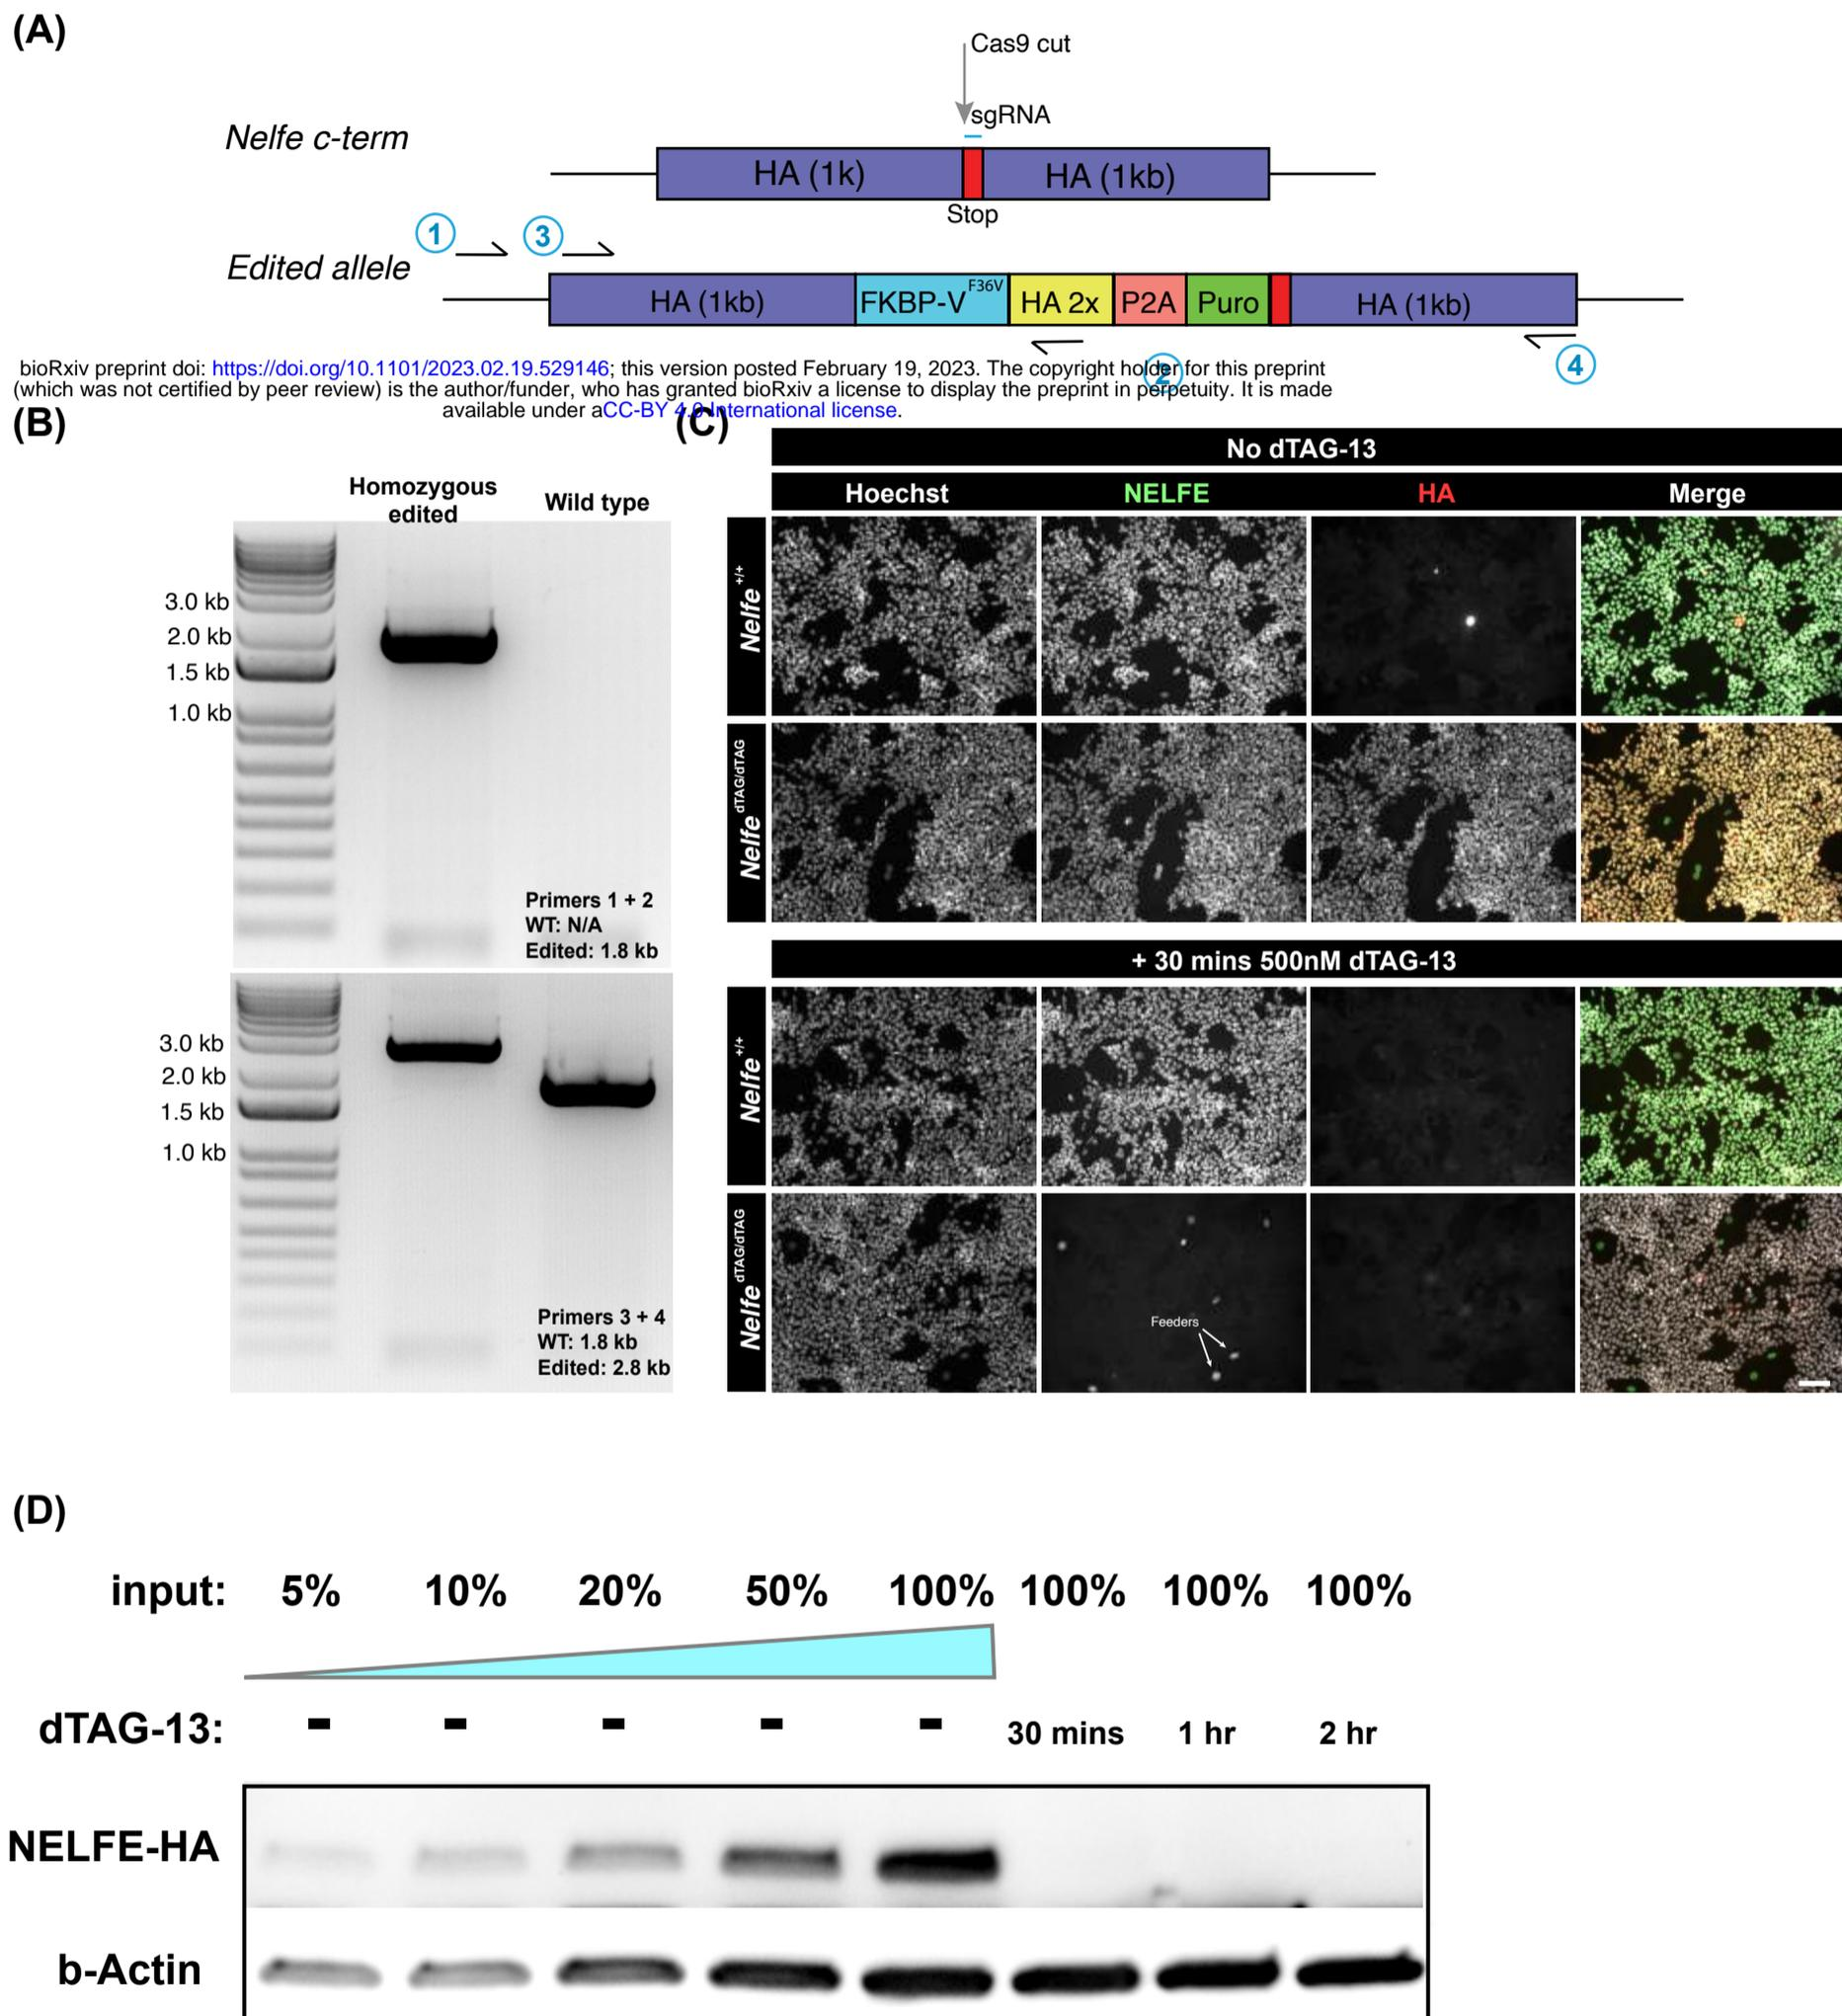 (A)
Cas9 cut
sgRNA
Nelfe c-term
HA (1k)
HA (1kb)
Stop
1
3
Edited allele
HA (1kb)
FKBP-V F36V
HA 2x
P2A
Puro
HA (1kb)
2
4
bioRxiv preprint doi: https://doi.org/10.1101/2023.02.19.529146; this version posted February 19, 2023. The copyright holder for this preprint
(which was not certified by peer review) is the author/funder, who has granted bioRxiv a license to display the preprint in perpetuity. It is made
available under aCC-BY 4.0 International license.
(B)
Homozygous
edited
Wild type
3.0 kb
2.0 kb
1.5 kb
1.0 kb
Primers 1 + 2
WT: N/A
Edited: 1.8 kb
3.0 kb
2.0 kb
1.5 kb
1.0 kb
Primers 3 + 4
WT: 1.8 kb
Edited: 2.8 kb
(C)
No dTAG-13
Hoechst NELFE HA Merge
Nelfe +/+
Nelfe dTAG/dTAG
+ 30 mins 500nM dTAG-13
Nelfe +/+
Nelfe dTAG/dTAG
Feeders
(D)
input: 5% 10% 20% 50% 100% 100% 100% 100%
dTAG-13: - - - - - 30 mins 1 hr 2 hr
NELFE-HA
b-Actin